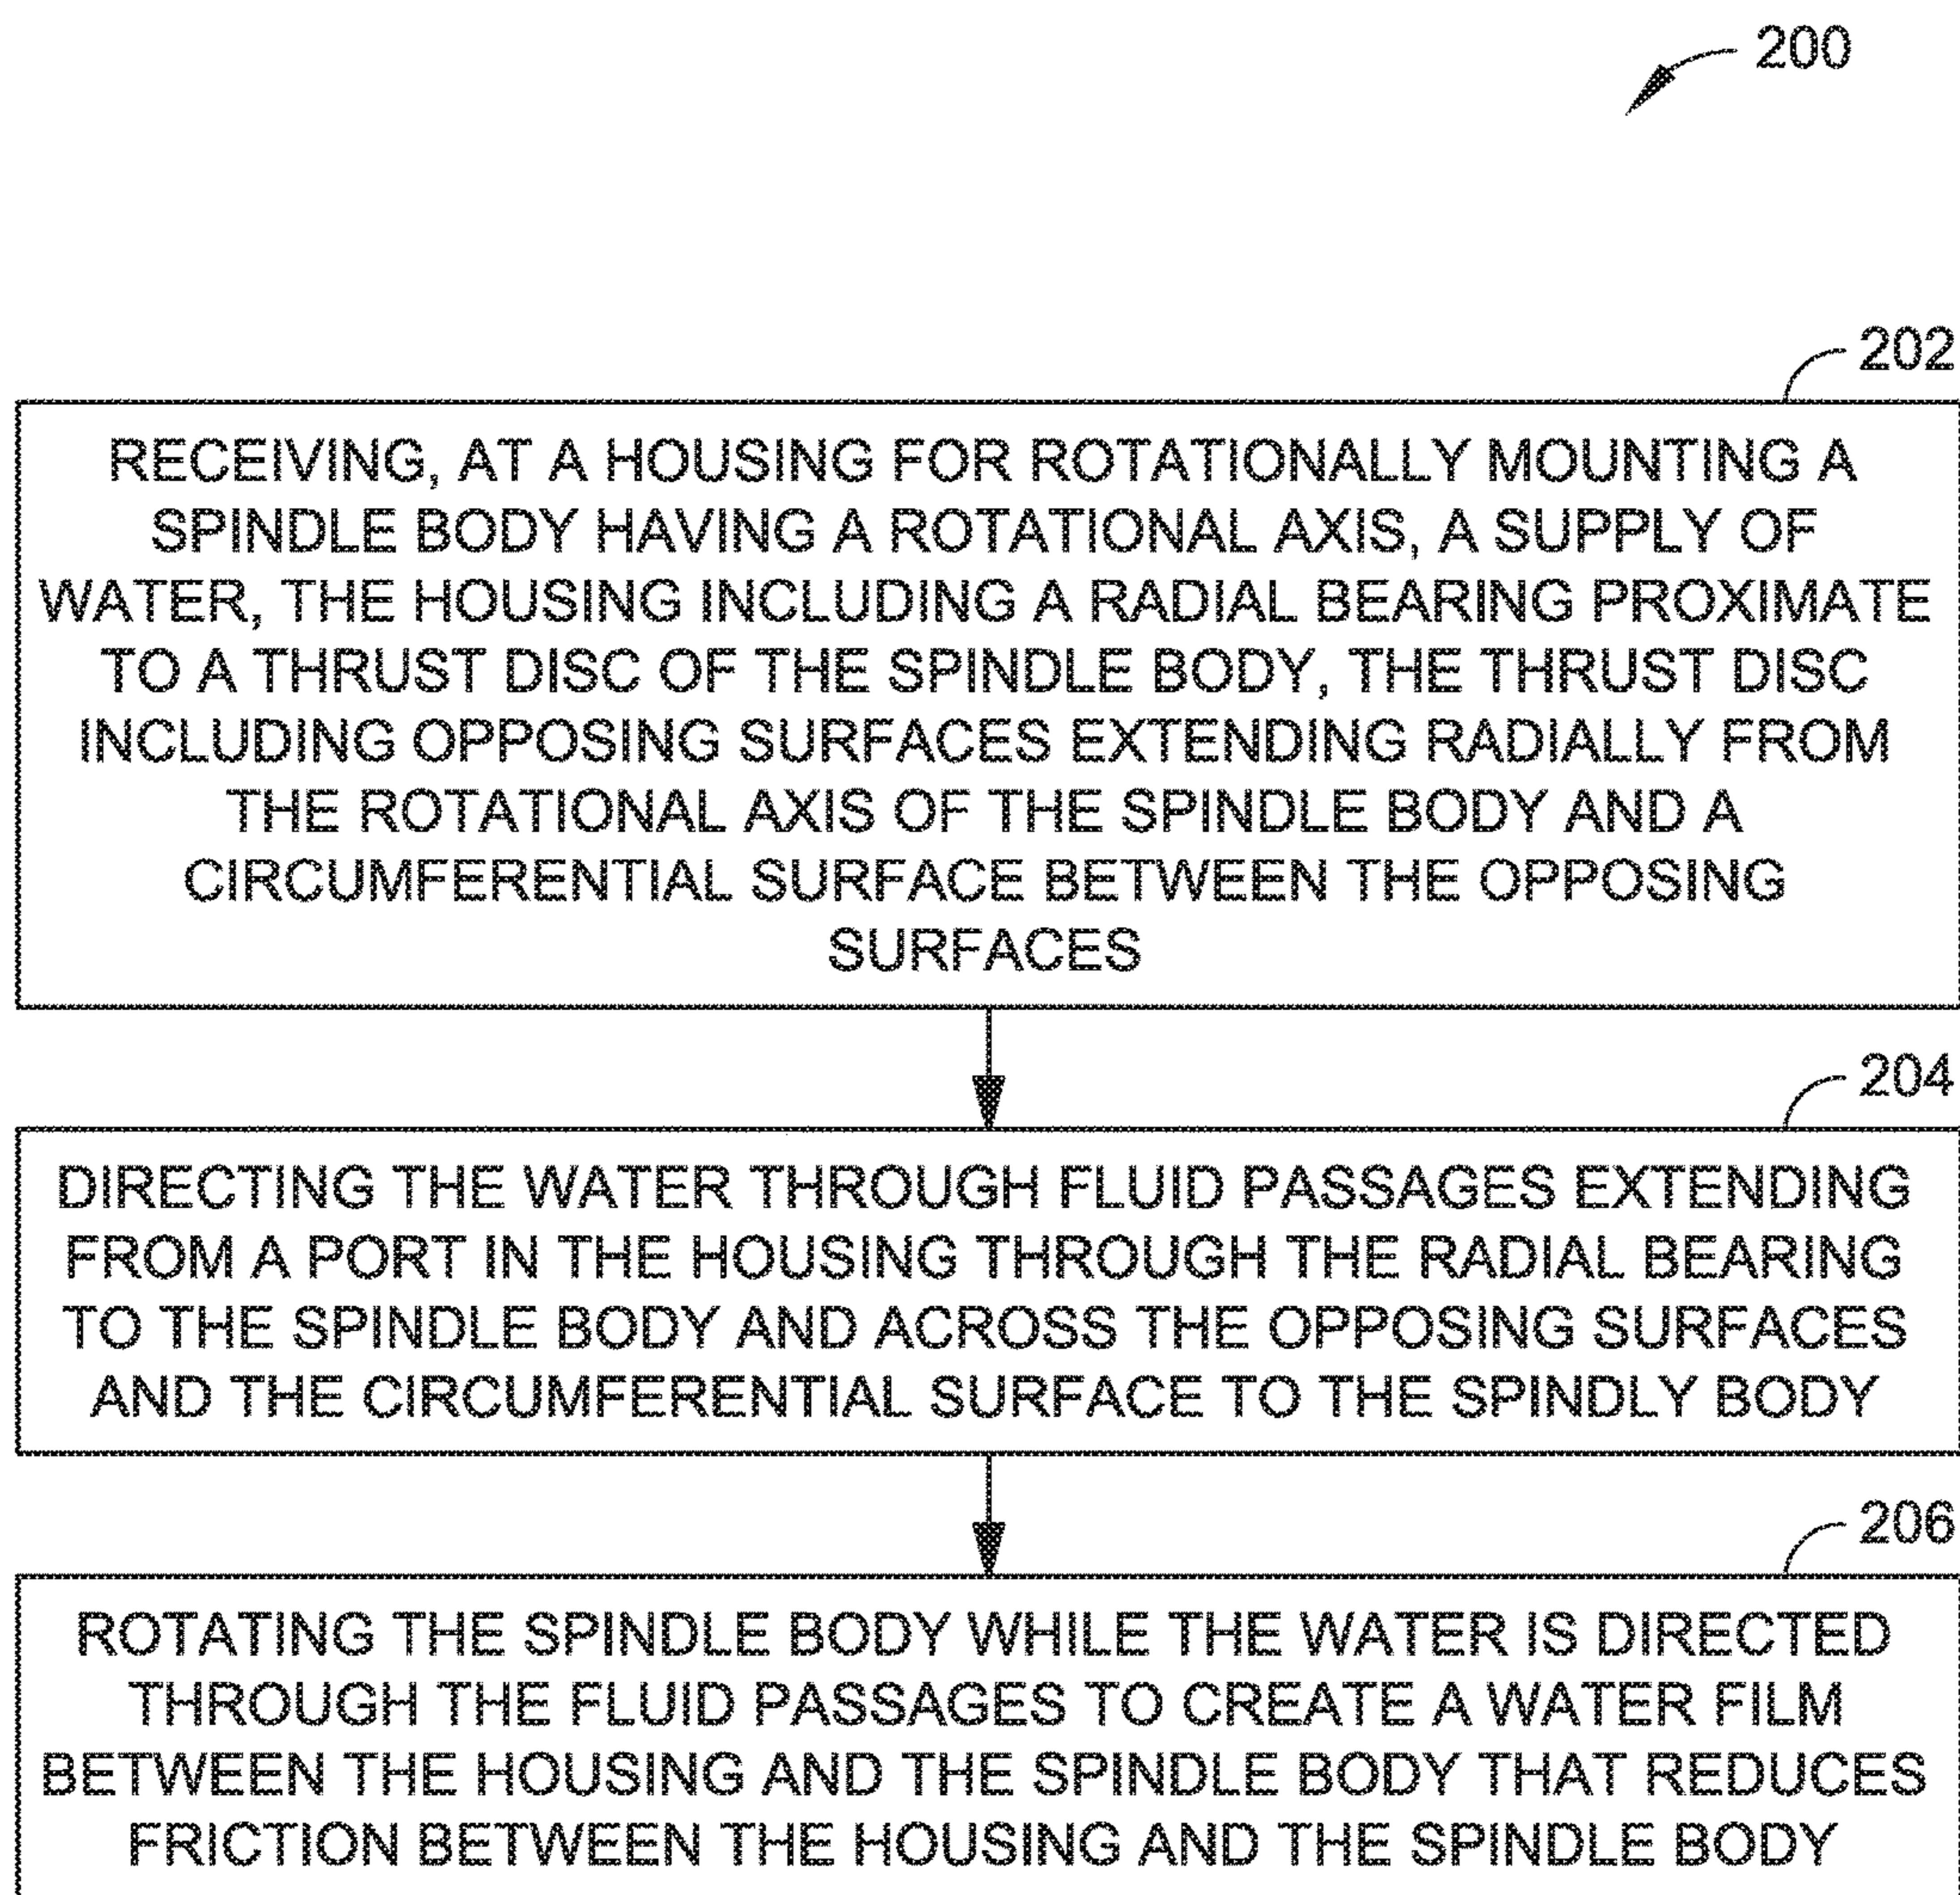 200
202
RECEIVING, AT A HOUSING FOR ROTATIONALLY MOUNTING A
SPINDLE BODY HAVING A ROTATIONAL AXIS, A SUPPLY OF
WATER, THE HOUSING INCLUDING A RADIAL BEARING PROXIMATE
TO A THRUST DISC OF THE SPINDLE BODY, THE THRUST DISC
INCLUDING OPPOSING SURFACES EXTENDING RADIALLY FROM
THE ROTATIONAL AXIS OF THE SPINDLE BODY AND A
CIRCUMFERENTIAL SURFACE BETWEEN THE OPPOSING
SURFACES
204
DIRECTING THE WATER THROUGH FLUID PASSAGES EXTENDING
FROM A PORT IN THE HOUSING THROUGH THE RADIAL BEARING
TO THE SPINDLE BODY AND ACROSS THE OPPOSING SURFACES
AND THE CIRCUMFERENTIAL SURFACE TO THE SPINDLY BODY
206
ROTATING THE SPINDLE BODY WHILE THE WATER IS DIRECTED
THROUGH THE FLUID PASSAGES TO CREATE A WATER FILM
BETWEEN THE HOUSING AND THE SPINDLE BODY THAT REDUCES
FRICTION BETWEEN THE HOUSING AND THE SPINDLE BODY